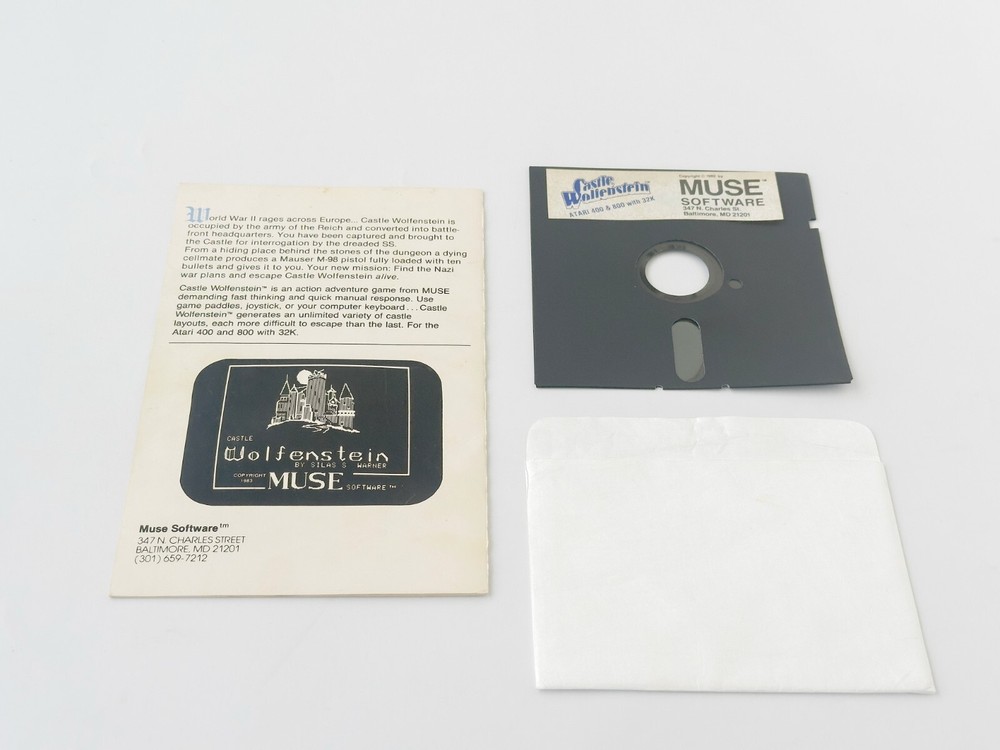 World War II rages across Europe... Castle Wolfenstein is
occupied by the army of the Reich and converted into battle-
front headquarters. You have been captured and brought to
the Castle for interrogation by the dreaded SS.
From a hiding place behind the stones of the dungeon a dying
cellmate produces a Mauser M-98 pistol fully loaded with ten
bullets and gives it to you. Your new mission: Find the Nazi
war plans and escape Castle Wolfenstein alive.
Castle Wolfenstein™ is an action adventure game from MUSE
demanding fast thinking and quick manual response. Use
game paddles, joystick, or your computer keyboard... Castle
Wolfenstein™ generates an unlimited variety of castle
layouts, each more difficult to escape than the last. For the
Atari 400 and 800 with 32K.
CASTLE
Wolfenstein
BY SILAS S WARNER
COPYRIGHT
1983
MUSE SOFTWARE™
Muse Software™
347 N. CHARLES STREET
BALTIMORE, MD 21201
(301) 659-7212
Castle
Wolfenstein™
ATARI 400 & 800 with 32K
MUSE™
SOFTWARE
347 N. Charles St.
Baltimore, MD 21201